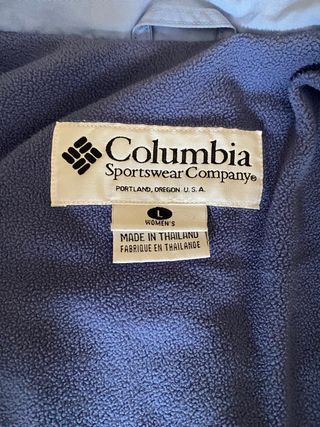 Columbia
Sportswear Company®
PORTLAND, OREGON U.S.A.
L
WOMEN'S
MADE IN THAILAND
FABRIQUE EN THAILANDE